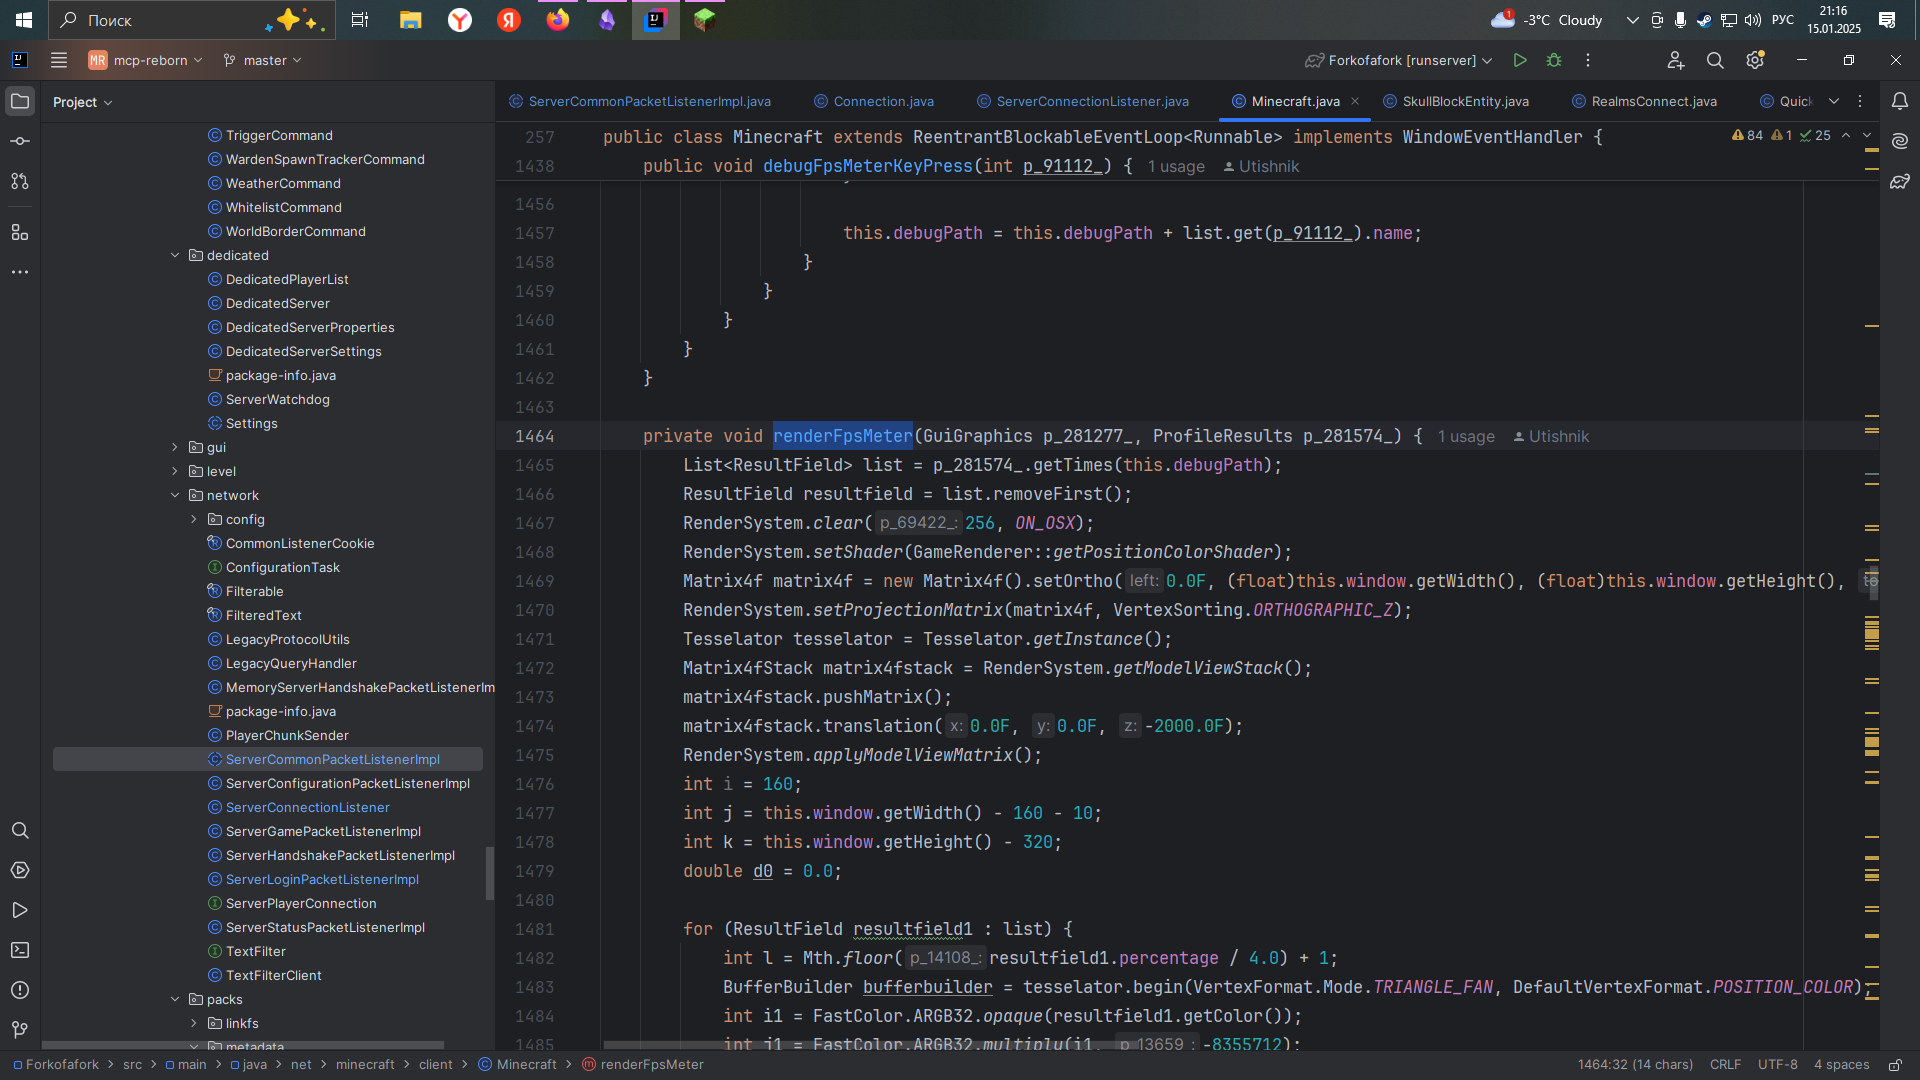 Поиск
1
-3°C Cloudy
РУС
21:16
15.01.2025
MR mcp-reborn
master
Forkofafork [runserver]
Project
TriggerCommand
WardenSpawnTrackerCommand
WeatherCommand
WhitelistCommand
WorldBorderCommand
dedicated
DedicatedPlayerList
DedicatedServer
DedicatedServerProperties
DedicatedServerSettings
package-info.java
ServerWatchdog
Settings
gui
level
network
config
CommonListenerCookie
ConfigurationTask
Filterable
FilteredText
LegacyProtocolUtils
LegacyQueryHandler
MemoryServerHandshakePacketListenerIm
package-info.java
PlayerChunkSender
ServerCommonPacketListenerImpl
ServerConfigurationPacketListenerImpl
ServerConnectionListener
ServerGamePacketListenerImpl
ServerHandshakePacketListenerImpl
ServerLoginPacketListenerImpl
ServerPlayerConnection
ServerStatusPacketListenerImpl
TextFilter
TextFilterClient
packs
linkfs
metadata
ServerCommonPacketListenerImpl.java
Connection.java
ServerConnectionListener.java
Minecraft.java
SkullBlockEntity.java
RealmsConnect.java
Quick
84 1 25
257 public class Minecraft extends ReentrantBlockableEventLoop<Runnable> implements WindowEventHandler {
1438 public void debugFpsMeterKeyPress(int p_91112_) { 1 usage Utishnik
1456
1457 this.debugPath = this.debugPath + list.get(p_91112_).name;
1458 }
1459 }
1460 }
1461 }
1462 }
1463
1464 private void renderFpsMeter(GuiGraphics p_281277_, ProfileResults p_281574_) { 1 usage Utishnik
1465 List<ResultField> list = p_281574_.getTimes(this.debugPath);
1466 ResultField resultfield = list.removeFirst();
1467 RenderSystem.clear( p_69422_: 256, ON_OSX);
1468 RenderSystem.setShader(GameRenderer::getPositionColorShader);
1469 Matrix4f matrix4f = new Matrix4f().setOrtho( left: 0.0F, (float)this.window.getWidth(), (float)this.window.getHeight(), to
1470 RenderSystem.setProjectionMatrix(matrix4f, VertexSorting.ORTHOGRAPHIC_Z);
1471 Tesselator tesselator = Tesselator.getInstance();
1472 Matrix4fStack matrix4fstack = RenderSystem.getModelViewStack();
1473 matrix4fstack.pushMatrix();
1474 matrix4fstack.translation( x: 0.0F, y: 0.0F, z: -2000.0F);
1475 RenderSystem.applyModelViewMatrix();
1476 int i = 160;
1477 int j = this.window.getWidth() - 160 - 10;
1478 int k = this.window.getHeight() - 320;
1479 double d0 = 0.0;
1480
1481 for (ResultField resultfield1 : list) {
1482 int l = Mth.floor( p_14108_: resultfield1.percentage / 4.0) + 1;
1483 BufferBuilder bufferbuilder = tesselator.begin(VertexFormat.Mode.TRIANGLE_FAN, DefaultVertexFormat.POSITION_COLOR);
1484 int i1 = FastColor.ARGB32.opaque(resultfield1.getColor());
1485 int j1 = FastColor.ARGB32.multiply(i1, p_13659_: -8355712);
Forkofafork > src > main > java > net > minecraft > client > Minecraft > renderFpsMeter
1464:32 (14 chars) CRLF UTF-8 4 spaces